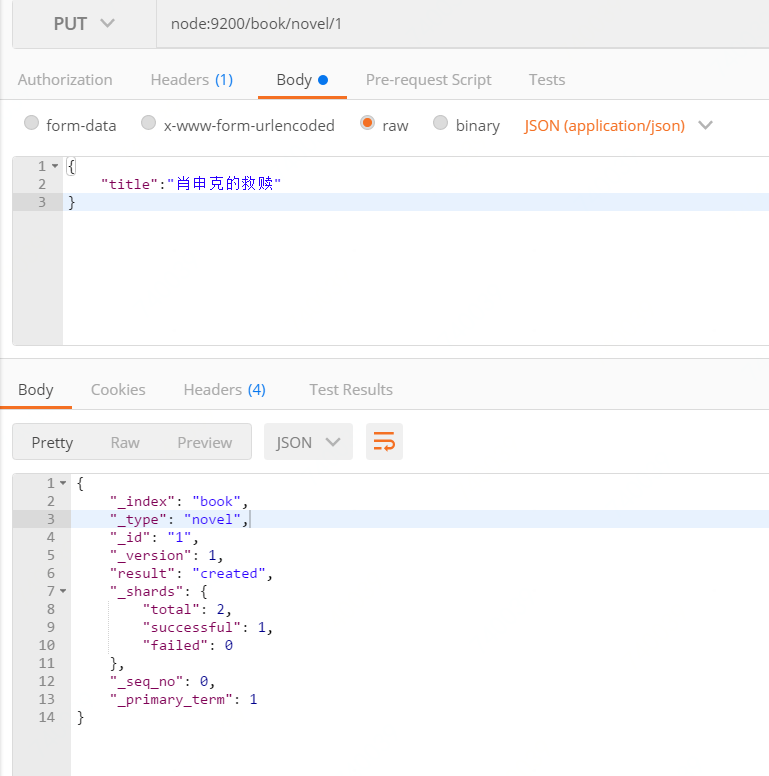 PUT node:9200/book/novel/1
Authorization Headers (1) Body Pre-request Script Tests
form-data x-www-form-urlencoded raw binary JSON (application/json)
1 {
2 "title":"肖申克的救赎"
3 }
Body Cookies Headers (4) Test Results
Pretty Raw Preview JSON
1 {
2 "_index": "book",
3 "_type": "novel",
4 "_id": "1",
5 "_version": 1,
6 "result": "created",
7 "_shards": {
8 "total": 2,
9 "successful": 1,
10 "failed": 0
11 },
12 "_seq_no": 0,
13 "_primary_term": 1
14 }